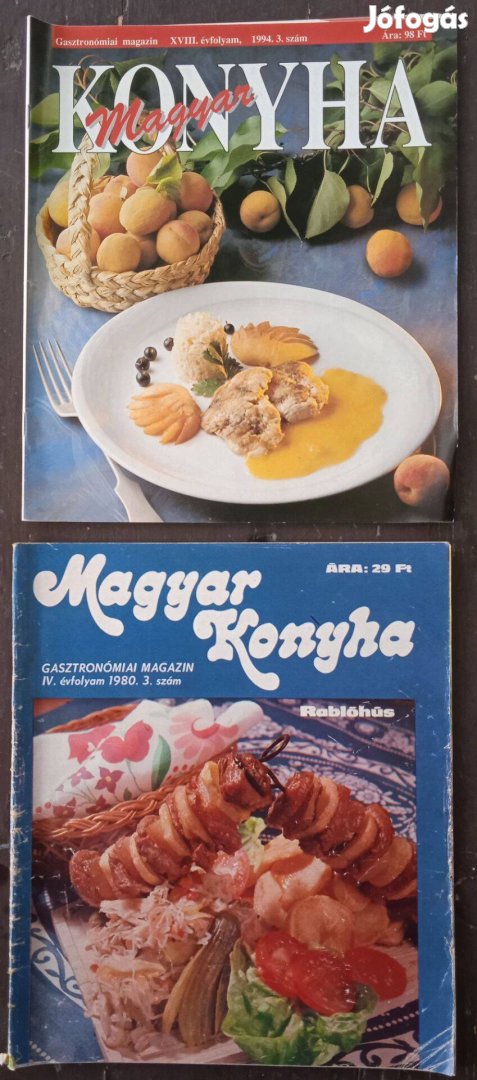 Jófogás
Gasztronómiai magazin XVIII. évfolyam, 1994. 3. szám Ára: 98 Ft
KONYHA
Magyar
Magyar
Konyha
ÁRA: 29 Ft
GASZTRONÓMIAI MAGAZIN
IV. évfolyam 1980. 3. szám
Rablóhús